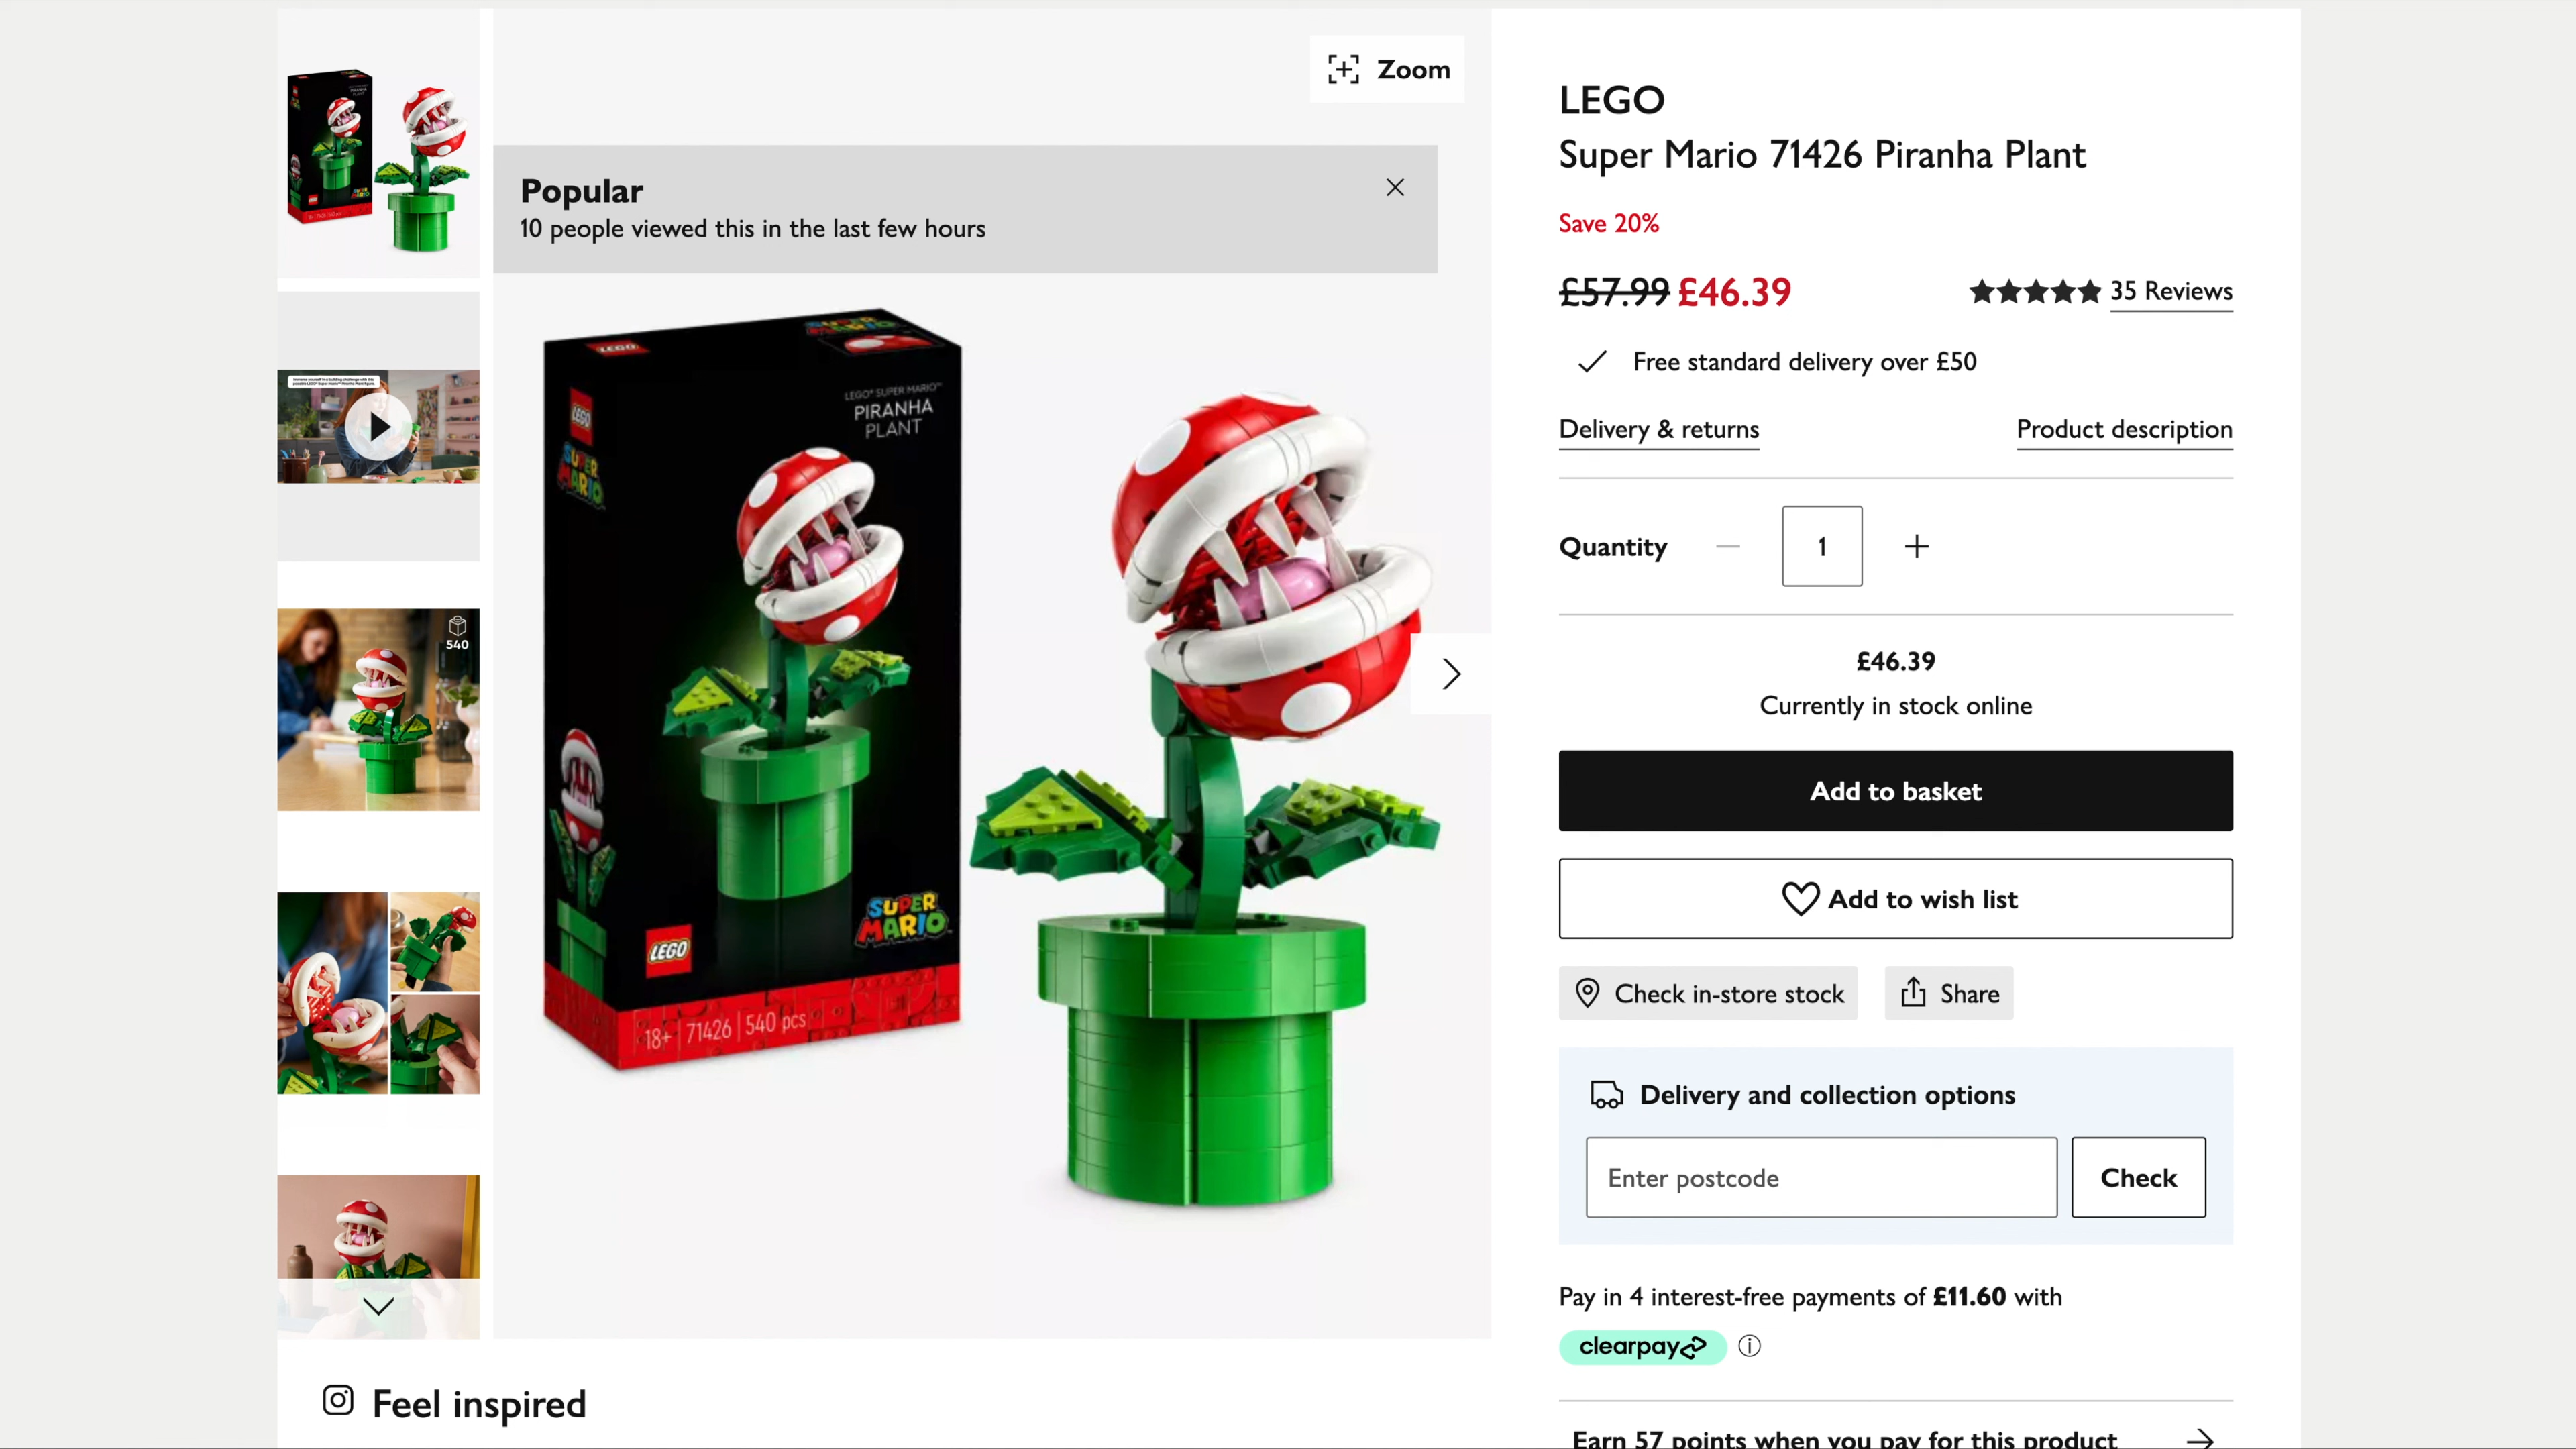 Zoom
Popular
10 people viewed this in the last few hours
LEGO
SUPER
MARIO
LEGO
SUPER
MARIO
LEGO® SUPER MARIO™
PIRANHA
PLANT
SUPER
MARIO
LEGO
18+ | 71426 | 540 pcs
540
Feel inspired
LEGO
Super Mario 71426 Piranha Plant
Save 20%
£57.99 £46.39
35 Reviews
Free standard delivery over £50
Delivery & returns
Product description
Quantity
1
£46.39
Currently in stock online
Add to basket
Add to wish list
Check in-store stock
Share
Delivery and collection options
Enter postcode
Check
Pay in 4 interest-free payments of £11.60 with
clearpay
Earn 57 points when you pay for this product